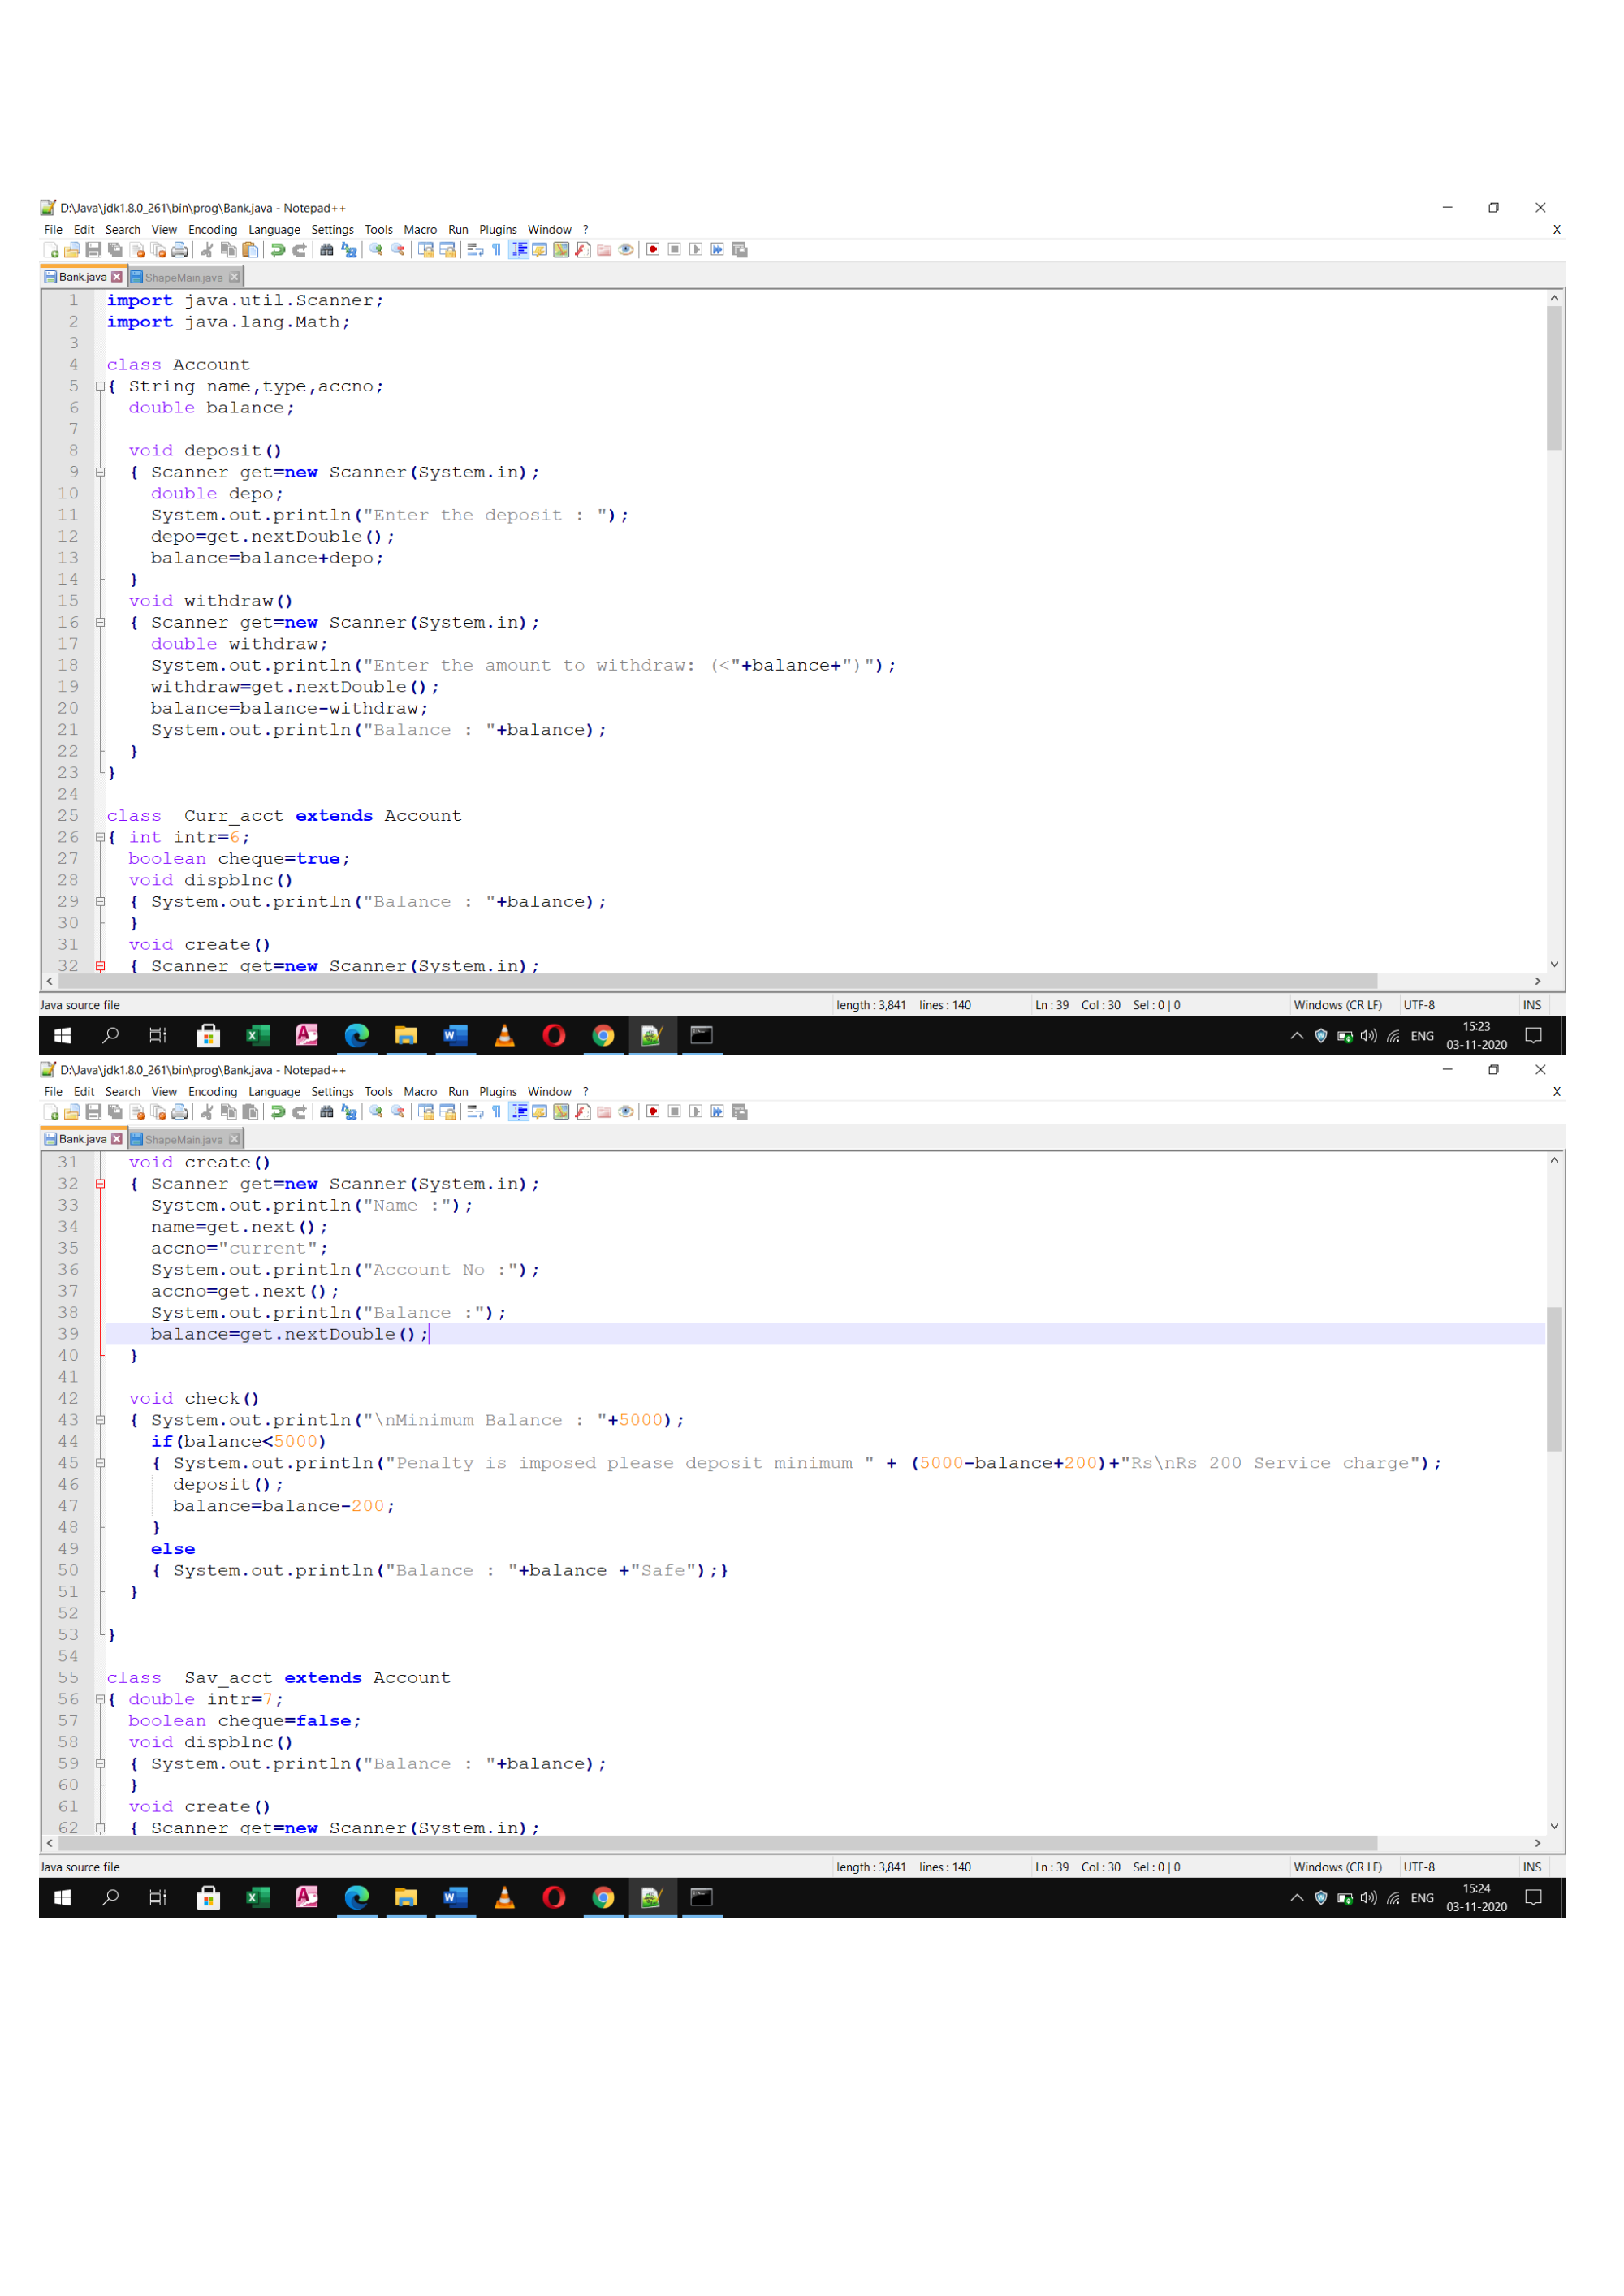 D:\Java\jdk1.8.0_261\bin\prog\Bank.java - Notepad++
File Edit Search View Encoding Language Settings Tools Macro Run Plugins Window ? X
Bank.java ShapeMain.java
1 import java.util.Scanner;
2 import java.lang.Math;
3
4 class Account
5 { String name,type,accno;
6 double balance;
7
8 void deposit()
9 { Scanner get=new Scanner(System.in);
10 double depo;
11 System.out.println("Enter the deposit : ");
12 depo=get.nextDouble();
13 balance=balance+depo;
14 }
15 void withdraw()
16 { Scanner get=new Scanner(System.in);
17 double withdraw;
18 System.out.println("Enter the amount to withdraw: (<"+balance+")");
19 withdraw=get.nextDouble();
20 balance=balance-withdraw;
21 System.out.println("Balance : "+balance);
22 }
23 }
24
25 class  Curr_acct extends Account
26 { int intr=6;
27 boolean cheque=true;
28 void dispblnc()
29 { System.out.println("Balance : "+balance);
30 }
31 void create()
32 { Scanner get=new Scanner(System.in);
Java source file length : 3,841 lines : 140 Ln : 39 Col : 30 Sel : 0 | 0 Windows (CR LF) UTF-8 INS
ENG 15:23
03-11-2020
D:\Java\jdk1.8.0_261\bin\prog\Bank.java - Notepad++
File Edit Search View Encoding Language Settings Tools Macro Run Plugins Window ? X
Bank.java ShapeMain.java
31 void create()
32 { Scanner get=new Scanner(System.in);
33 System.out.println("Name :");
34 name=get.next();
35 accno="current";
36 System.out.println("Account No :");
37 accno=get.next();
38 System.out.println("Balance :");
39 balance=get.nextDouble();
40 }
41
42 void check()
43 { System.out.println("\nMinimum Balance : "+5000);
44 if(balance<5000)
45 { System.out.println("Penalty is imposed please deposit minimum " + (5000-balance+200)+"Rs\nRs 200 Service charge");
46 deposit();
47 balance=balance-200;
48 }
49 else
50 { System.out.println("Balance : "+balance +"Safe");}
51 }
52
53 }
54
55 class  Sav_acct extends Account
56 { double intr=7;
57 boolean cheque=false;
58 void dispblnc()
59 { System.out.println("Balance : "+balance);
60 }
61 void create()
62 { Scanner get=new Scanner(System.in);
Java source file length : 3,841 lines : 140 Ln : 39 Col : 30 Sel : 0 | 0 Windows (CR LF) UTF-8 INS
ENG 15:24
03-11-2020